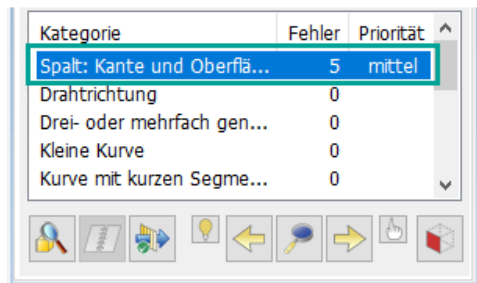 Kategorie Fehler Priorität
Spalt: Kante und Oberflä... 5 mittel
Drahtrichtung 0
Drei- oder mehrfach gen... 0
Kleine Kurve 0
Kurve mit kurzen Segme... 0